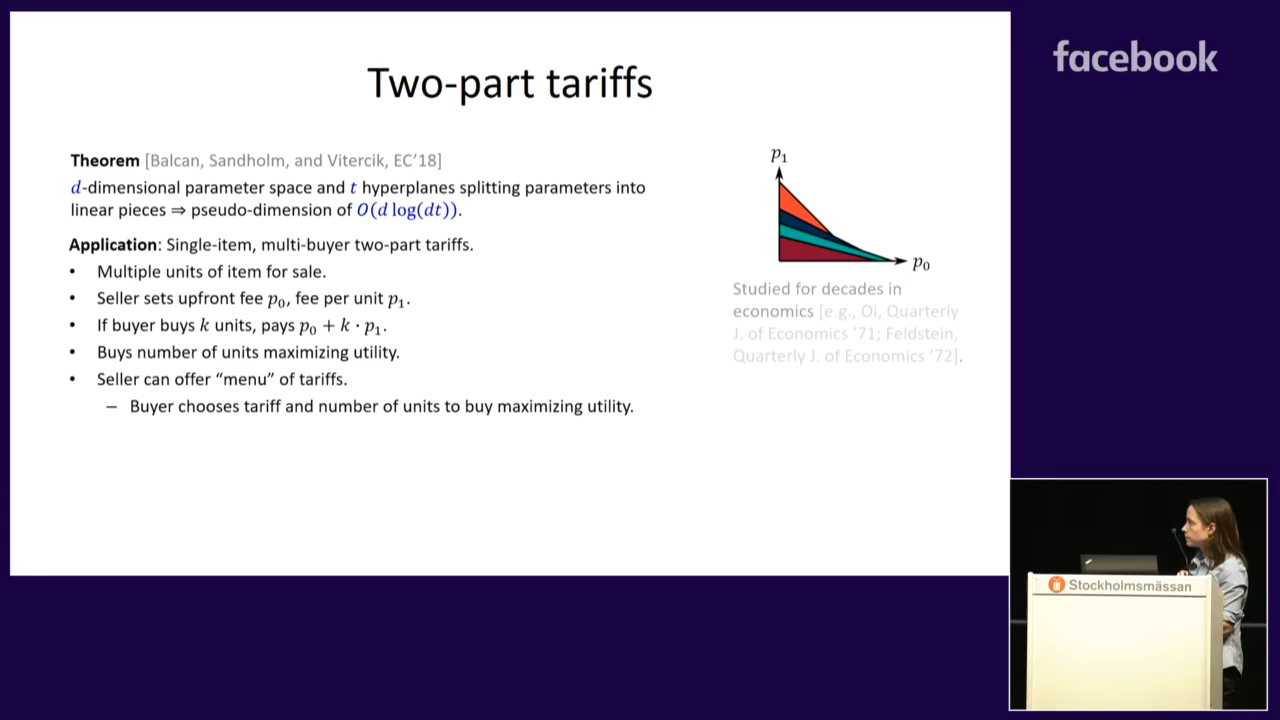 Two-part tariffs
facebook
Theorem [Balcan, Sandholm, and Vitercik, EC’18]
d-dimensional parameter space and t hyperplanes splitting parameters into
linear pieces ⇒ pseudo-dimension of O(d log(dt)).
Application: Single-item, multi-buyer two-part tariffs.
• Multiple units of item for sale.
• Seller sets upfront fee p₀, fee per unit p₁.
• If buyer buys k units, pays p₀ + k · p₁.
• Buys number of units maximizing utility.
• Seller can offer “menu” of tariffs.
– Buyer chooses tariff and number of units to buy maximizing utility.
p₁
p₀
Studied for decades in
economics [e.g., Oi, Quarterly
J. of Economics ’71; Feldstein,
Quarterly J. of Economics ’72].
Stockholmsmässan